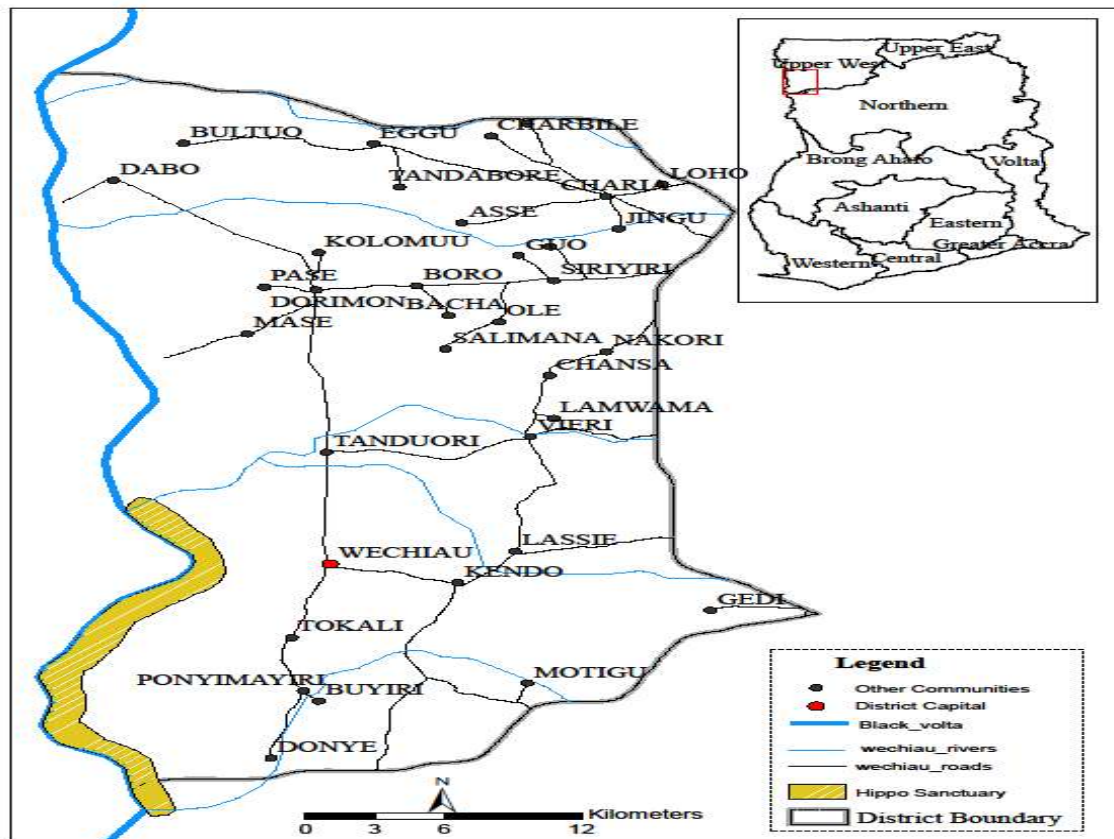 Upper East
Upper West
Northern
Brong Ahafo
Volta
Ashanti
Eastern
Greater Accra
Central
Western
CHARBILE
BULTUO
EGGU
DABO
TANDABORE
LOHO
CHARIA
ASSE
JINGU
KOLOMUU
GUO
PASE
BORO
SIRIYIRI
DORIMON
BACHA
OLE
MASE
SALIMANA
NAKORI
CHANSA
LAMWAMA
VIERI
TANDUORI
LASSIE
WECHIAU
KENDO
GEDI
TOKALI
PONYIMAYIRI
MOTIGU
BUYIRI
DONYE
N
Kilometers
0 3 6 12
Legend
Other Communities
District Capital
Black_volta
wechiau_rivers
wechiau_roads
Hippo Sanctuary
District Boundary